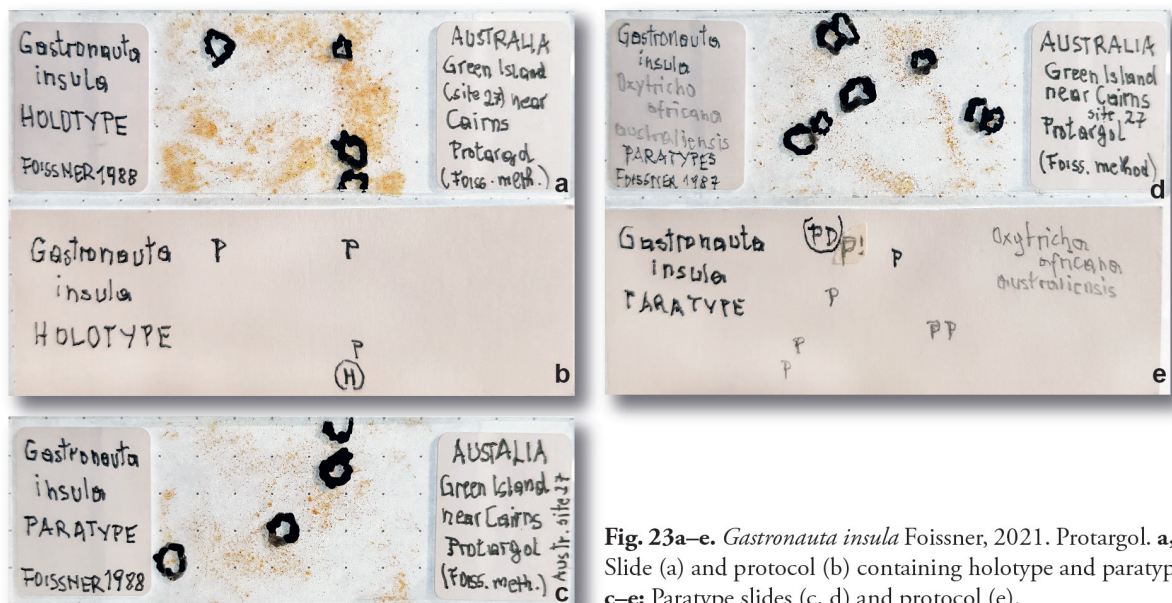 Gastronauta
insula
HOLOTYPE
FOISSNER 1988
AUSTRALIA
Green Island
(site 27) near
Cairns
Protargol
(Foiss. meth.)
a
Gastronauta
insula
HOLOTYPE
P
P
P
H
b
Gastronauta
insula
PARATYPE
FOISSNER 1988
AUSTALIA
Green Island
near Cairns
Protargol
(Foiss. meth.)
Austr. site 27
c
Gastronauta
insula
Oxytricha
africana
australiensis
PARATYPES
FOISSNER 1987
AUSTRALIA
Green Island
near Cairns
site 27
Protargol
(Foiss. method)
d
Gastronauta
insula
PARATYPE
PD
P!
P
P
PP
P
P
Oxytricha
africana
australiensis
e
Fig. 23a–e. Gastronauta insula Foissner, 2021. Protargol. a,
Slide (a) and protocol (b) containing holotype and paratyp
c–e: Paratype slides (c, d) and protocol (e).